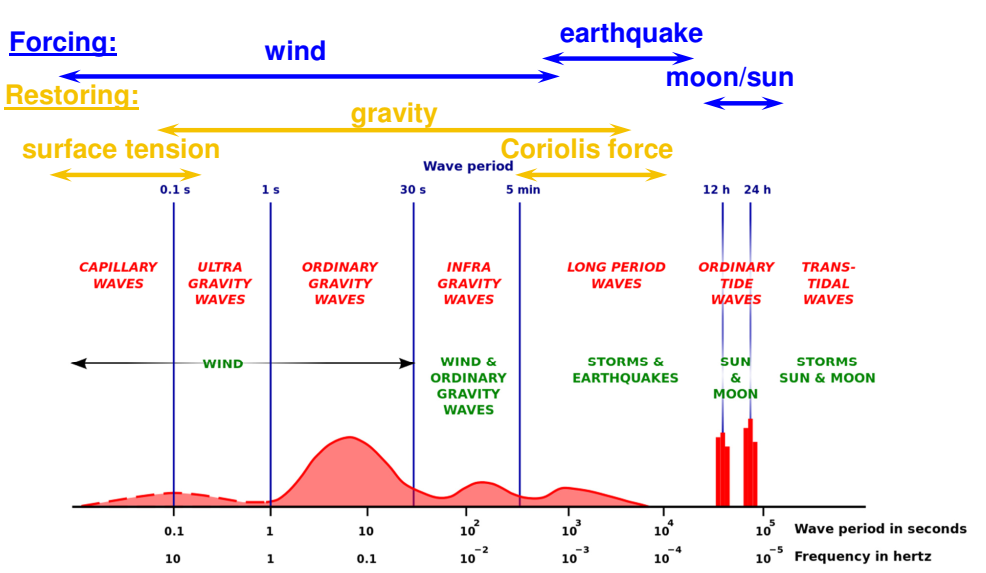 Forcing:
wind
earthquake
moon/sun
Restoring:
gravity
surface tension
Coriolis force
Wave period
0.1 s
1 s
30 s
5 min
12 h
24 h
CAPILLARY
WAVES
ULTRA
GRAVITY
WAVES
ORDINARY
GRAVITY
WAVES
INFRA
GRAVITY
WAVES
LONG PERIOD
WAVES
ORDINARY
TIDE
WAVES
TRANS-
TIDAL
WAVES
WIND
WIND &
ORDINARY
GRAVITY
WAVES
STORMS &
EARTHQUAKES
SUN
&
MOON
STORMS
SUN & MOON
0.1 1 10 10² 10³ 10⁴ 10⁵ Wave period in seconds
10 1 0.1 10⁻² 10⁻³ 10⁻⁴ 10⁻⁵ Frequency in hertz